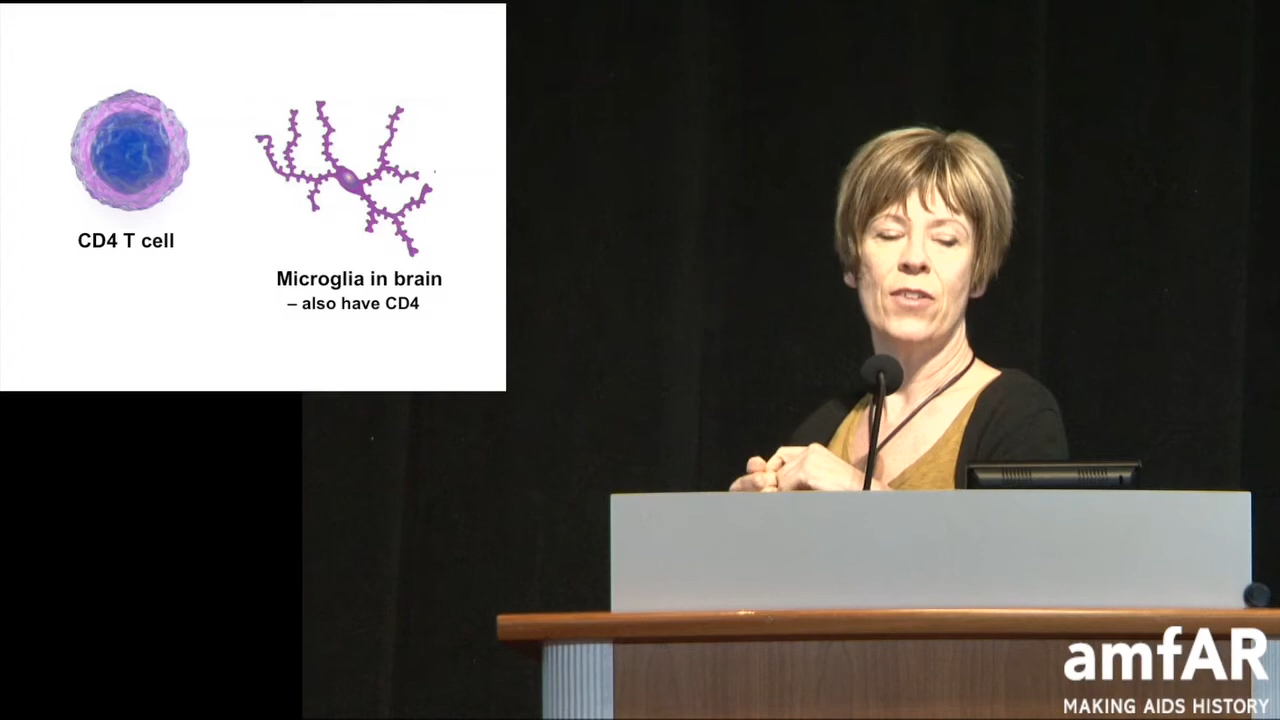 CD4 T cell
Microglia in brain
– also have CD4
amfAR
MAKING AIDS HISTORY